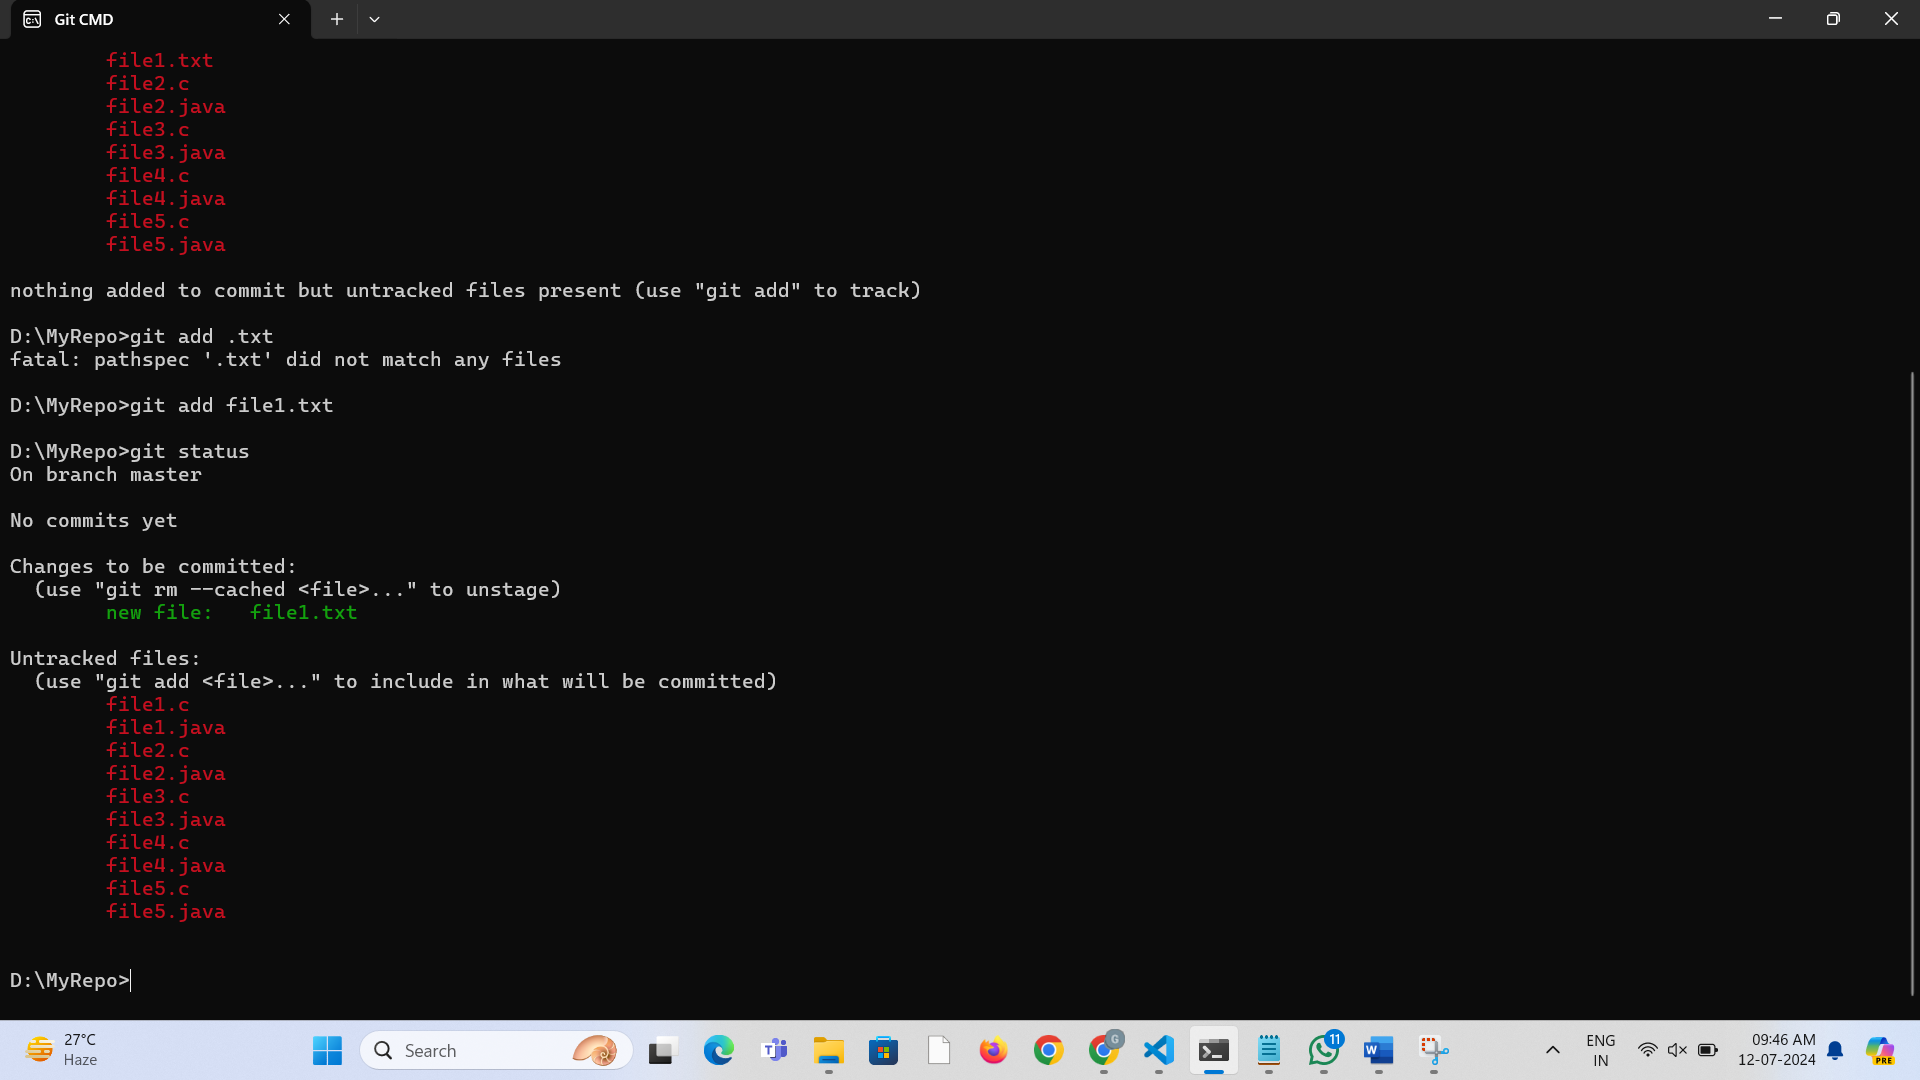 Git CMD
file1.txt
file2.c
file2.java
file3.c
file3.java
file4.c
file4.java
file5.c
file5.java
nothing added to commit but untracked files present (use "git add" to track)
D:\MyRepo>git add .txt
fatal: pathspec '.txt' did not match any files
D:\MyRepo>git add file1.txt
D:\MyRepo>git status
On branch master
No commits yet
Changes to be committed:
(use "git rm --cached <file>..." to unstage)
new file:   file1.txt
Untracked files:
(use "git add <file>..." to include in what will be committed)
file1.c
file1.java
file2.c
file2.java
file3.c
file3.java
file4.c
file4.java
file5.c
file5.java
D:\MyRepo>
27°C
Haze
Search
11
G
W
PRE
ENG
IN
09:46 AM
12-07-2024